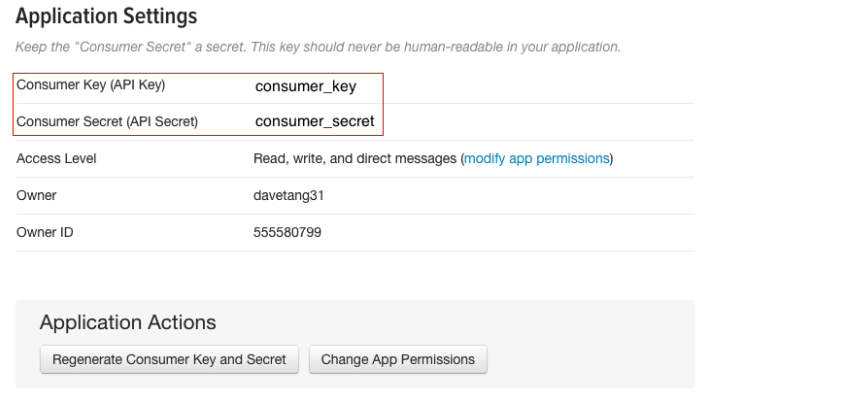 Application Settings
Keep the "Consumer Secret" a secret. This key should never be human-readable in your application.
Consumer Key (API Key) consumer_key
Consumer Secret (API Secret) consumer_secret
Access Level Read, write, and direct messages (modify app permissions)
Owner davetang31
Owner ID 555580799
Application Actions
Regenerate Consumer Key and Secret Change App Permissions